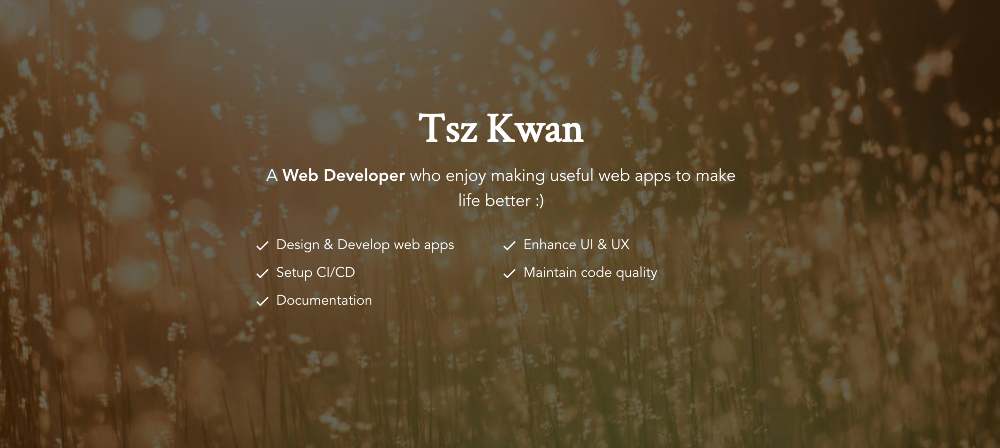 Tsz Kwan
A Web Developer who enjoy making useful web apps to make
life better :)
Design & Develop web apps
Enhance UI & UX
Setup CI/CD
Maintain code quality
Documentation